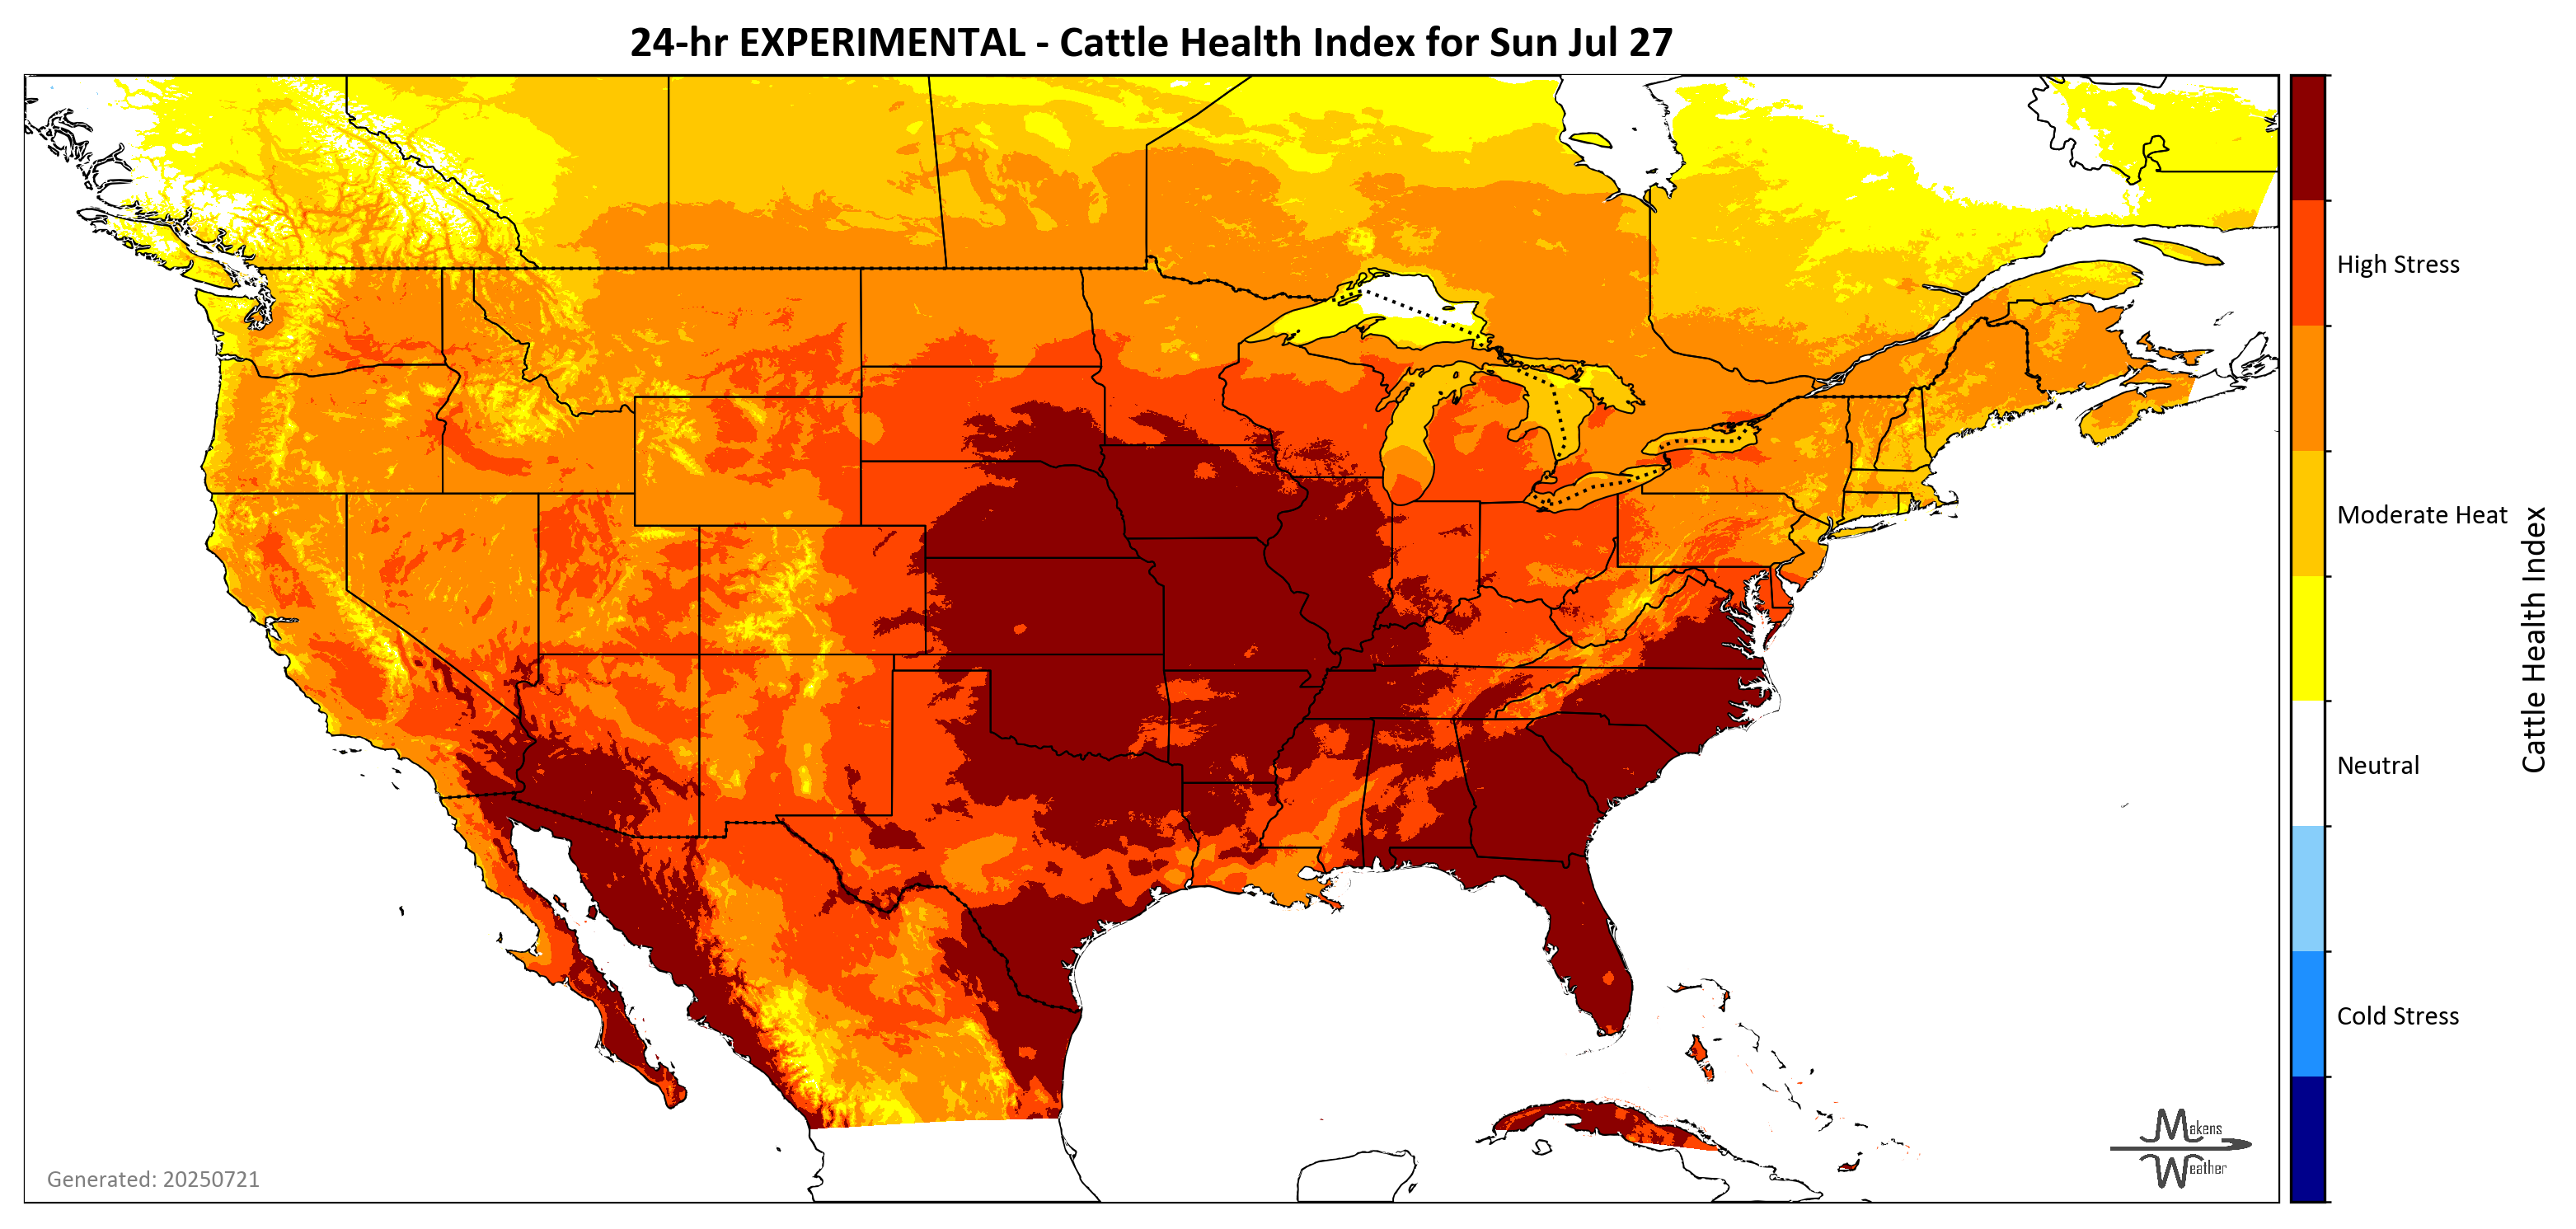 24-hr EXPERIMENTAL - Cattle Health Index for Sun Jul 27
High Stress
Moderate Heat
Neutral
Cold Stress
Cattle Health Index
Generated: 20250721
Makens
Weather